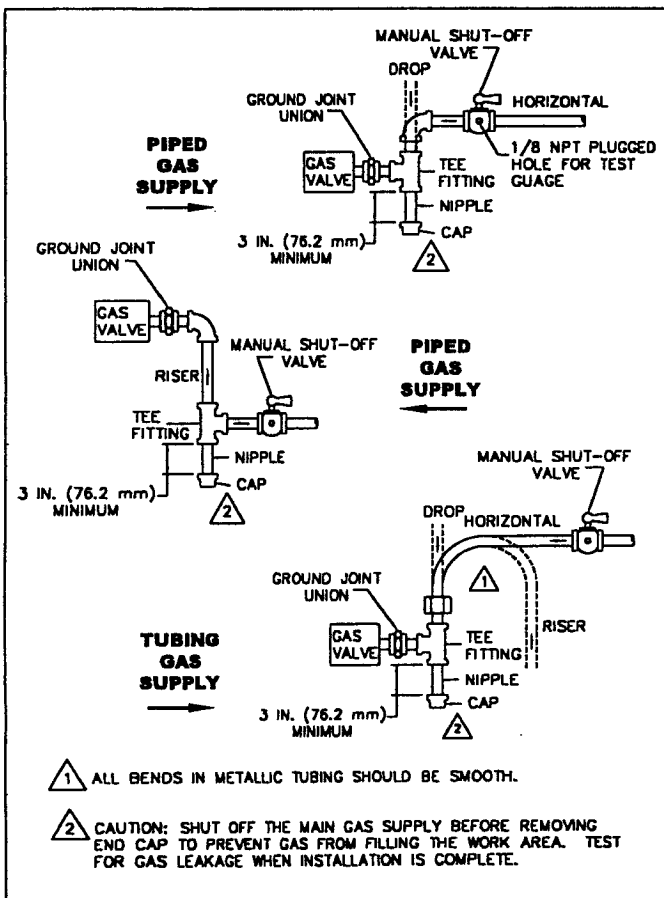 MANUAL SHUT-OFF
VALVE
DROP
HORIZONTAL
GROUND JOINT
UNION
1/8 NPT PLUGGED
HOLE FOR TEST
GUAGE
PIPED
GAS
SUPPLY
GAS
VALVE
TEE
FITTING
NIPPLE
3 IN. (76.2 mm)
MINIMUM
CAP
2
GROUND JOINT
UNION
GAS
VALVE
MANUAL SHUT-OFF
VALVE
PIPED
GAS
SUPPLY
RISER
TEE
FITTING
NIPPLE
3 IN. (76.2 mm)
MINIMUM
CAP
2
MANUAL SHUT-OFF
VALVE
DROP
HORIZONTAL
1
GROUND JOINT
UNION
RISER
TUBING
GAS
SUPPLY
GAS
VALVE
TEE
FITTING
NIPPLE
3 IN. (76.2 mm)
MINIMUM
CAP
2
1 ALL BENDS IN METALLIC TUBING SHOULD BE SMOOTH.
2 CAUTION: SHUT OFF THE MAIN GAS SUPPLY BEFORE REMOVING
END CAP TO PREVENT GAS FROM FILLING THE WORK AREA. TEST
FOR GAS LEAKAGE WHEN INSTALLATION IS COMPLETE.